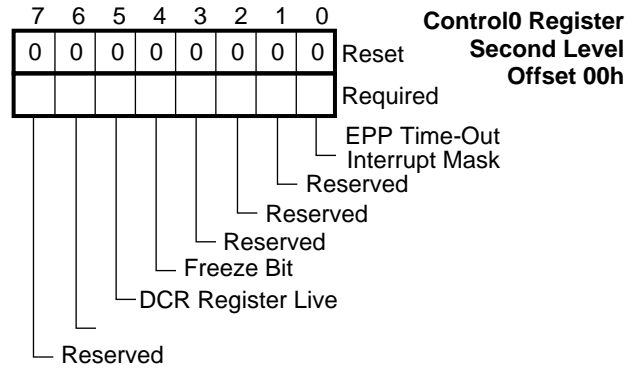 7 6 5 4 3 2 1 0
Control0 Register
Second Level
Offset 00h
0 0 0 0 0 0 0 0 Reset
Required
EPP Time-Out
Interrupt Mask
Reserved
Reserved
Reserved
Freeze Bit
DCR Register Live
Reserved